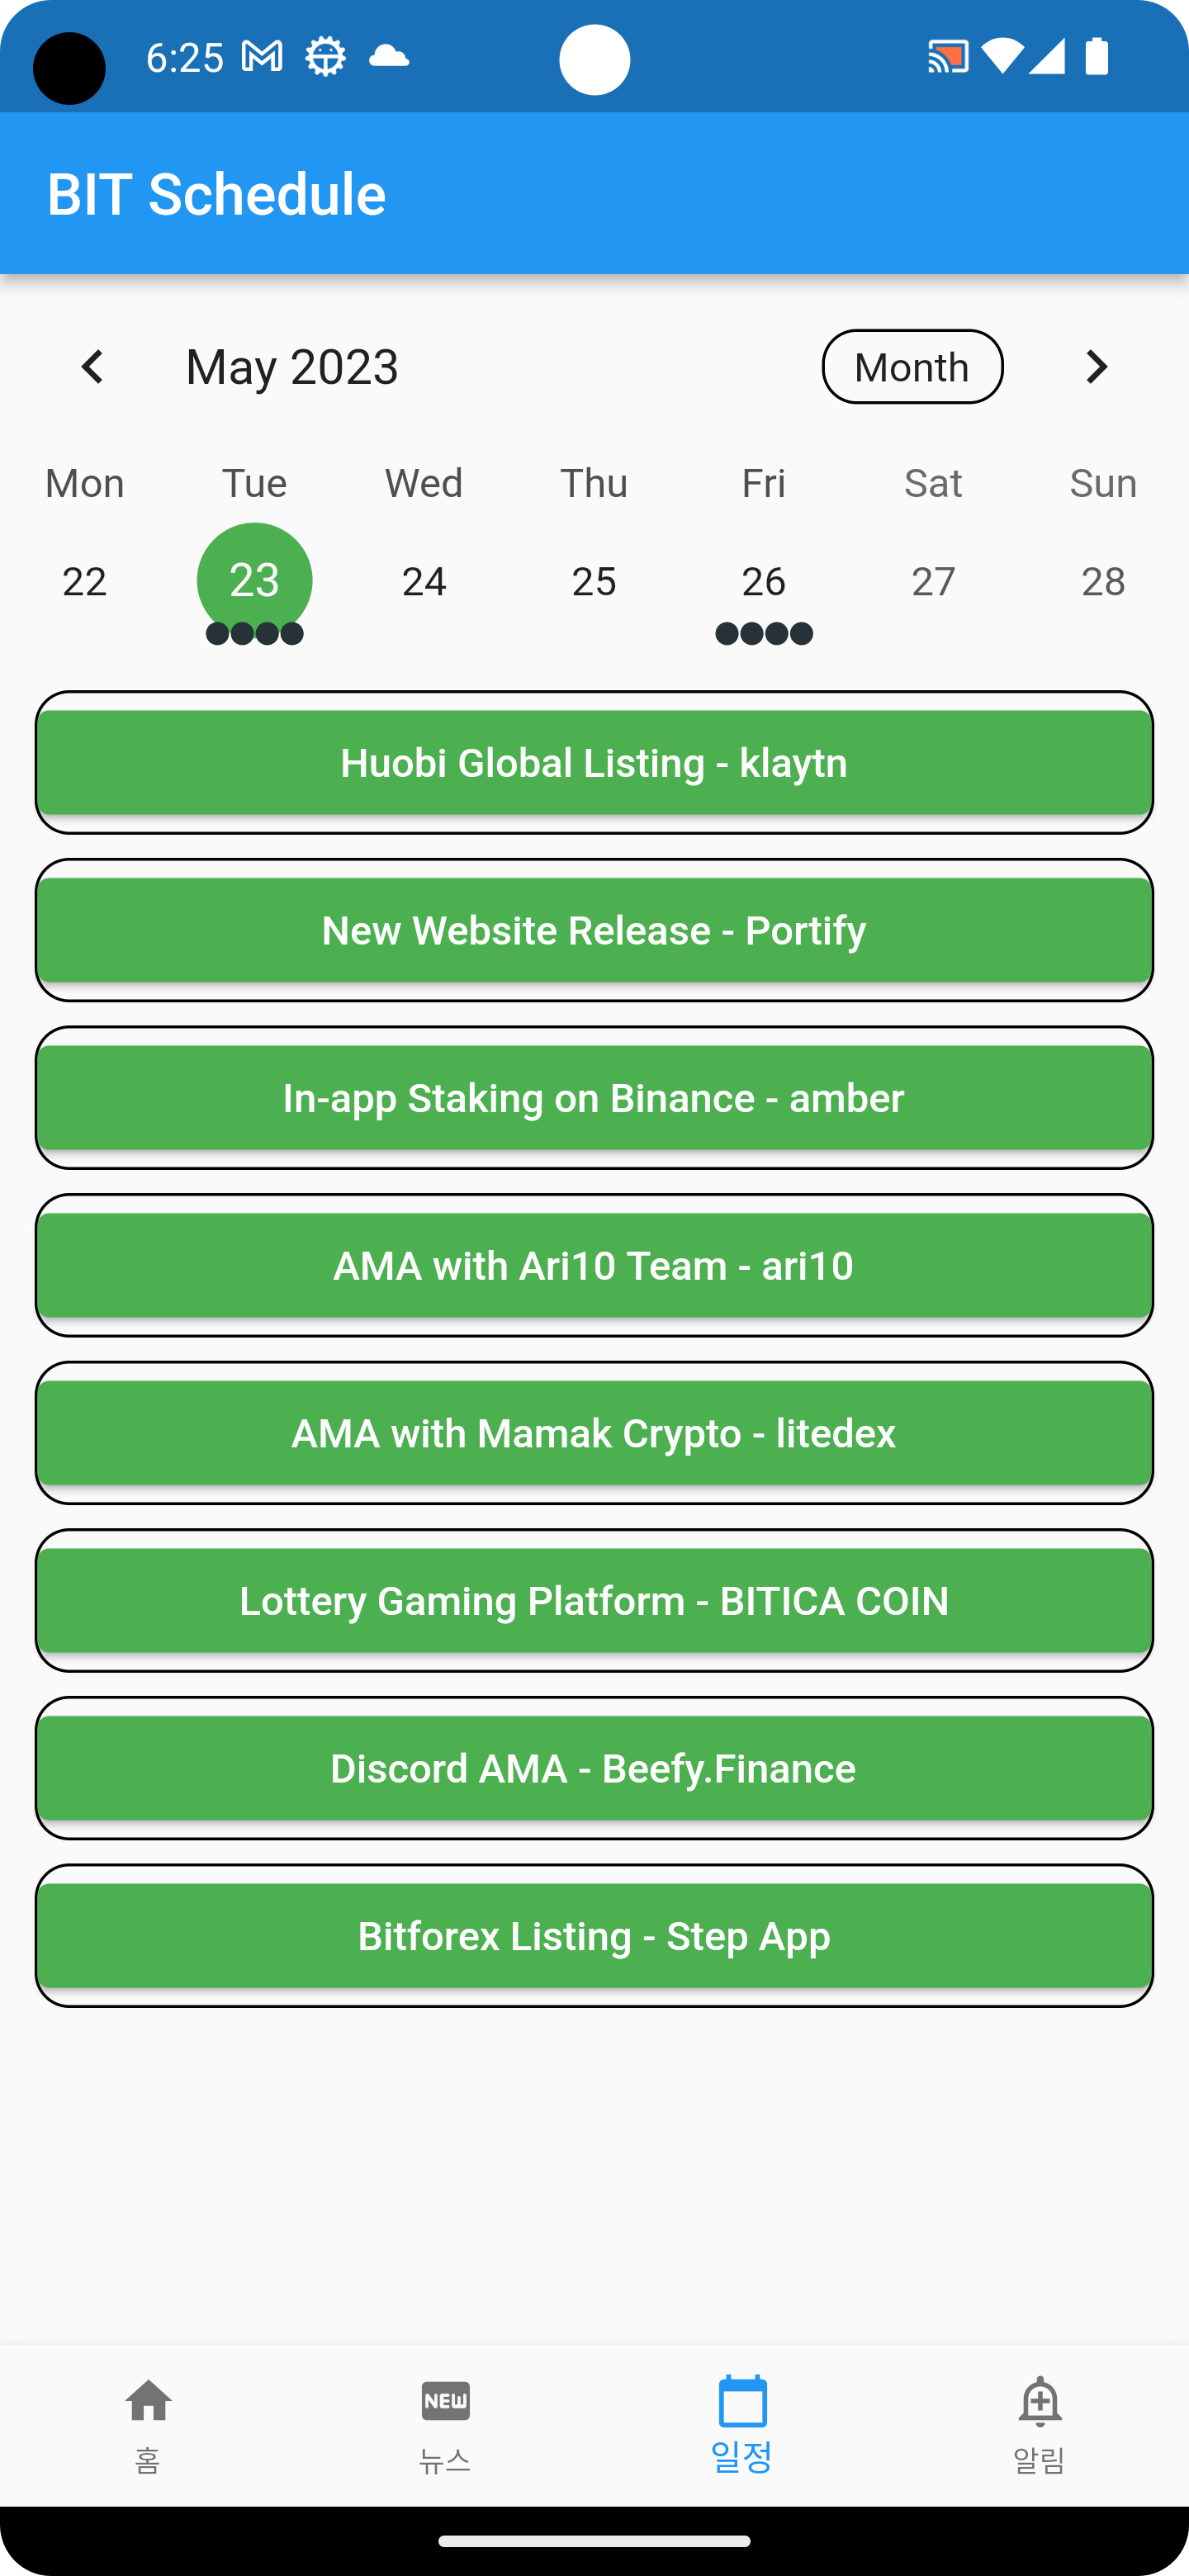 6:25
BIT Schedule
May 2023 Month
Mon Tue Wed Thu Fri Sat Sun
22 23 24 25 26 27 28
Huobi Global Listing - klaytn
New Website Release - Portify
In-app Staking on Binance - amber
AMA with Ari10 Team - ari10
AMA with Mamak Crypto - litedex
Lottery Gaming Platform - BITICA COIN
Discord AMA - Beefy.Finance
Bitforex Listing - Step App
NEW
홈 뉴스 일정 알림